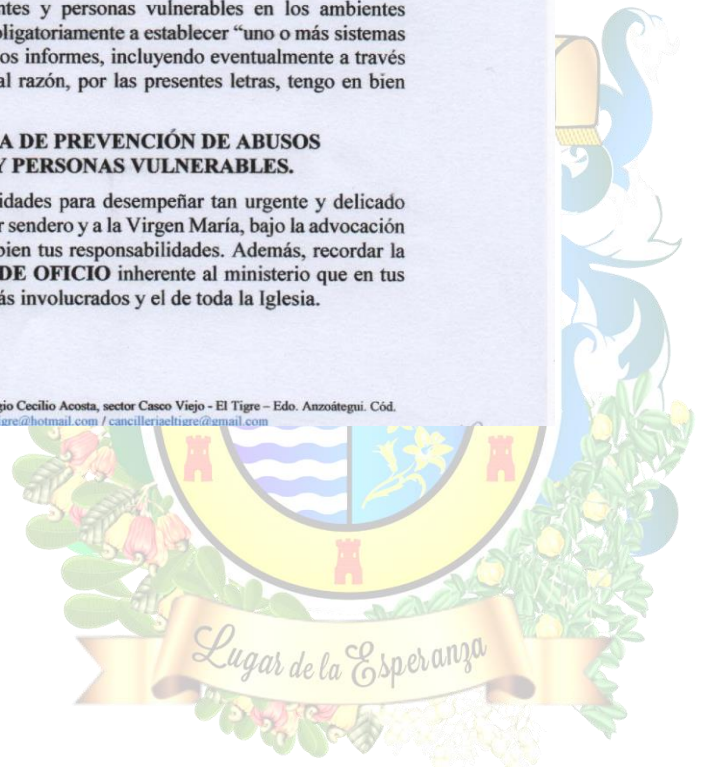 ntes y personas vulnerables en los ambientes
ligatoriamente a establecer “uno o más sistemas
os informes, incluyendo eventualmente a través
al razón, por las presentes letras, tengo en bien
A DE PREVENCIÓN DE ABUSOS
Y PERSONAS VULNERABLES.
idades para desempeñar tan urgente y delicado
r sendero y a la Virgen María, bajo la advocación
bien tus responsabilidades. Además, recordar la
DE OFICIO inherente al ministerio que en tus
ás involucrados y el de toda la Iglesia.
gio Cecilio Acosta, sector Casco Viejo - El Tigre – Edo. Anzoátegui. Cód.
igre@hotmail.com / cancilleriaeltigre@gmail.com
Lugar de la Esperanza